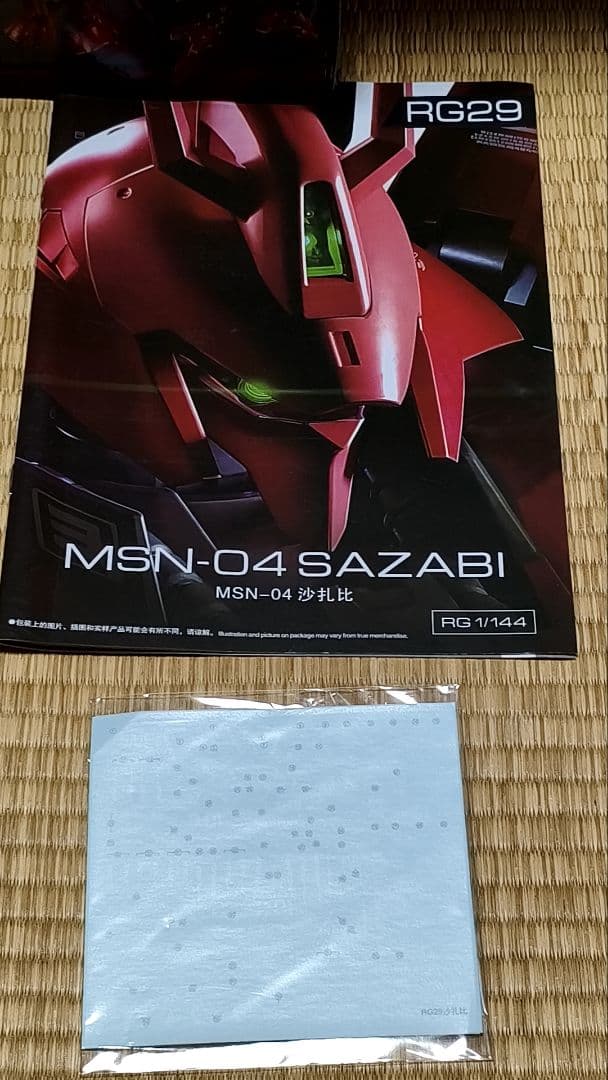 RG29
MSN-04 SAZABI
MSN-04 沙扎比
RG 1/144
●包装上的图片、插图和实样产品可能会有所不同，请谅解。 Illustration and picture on package may vary from true merchandise.
RG29沙扎比